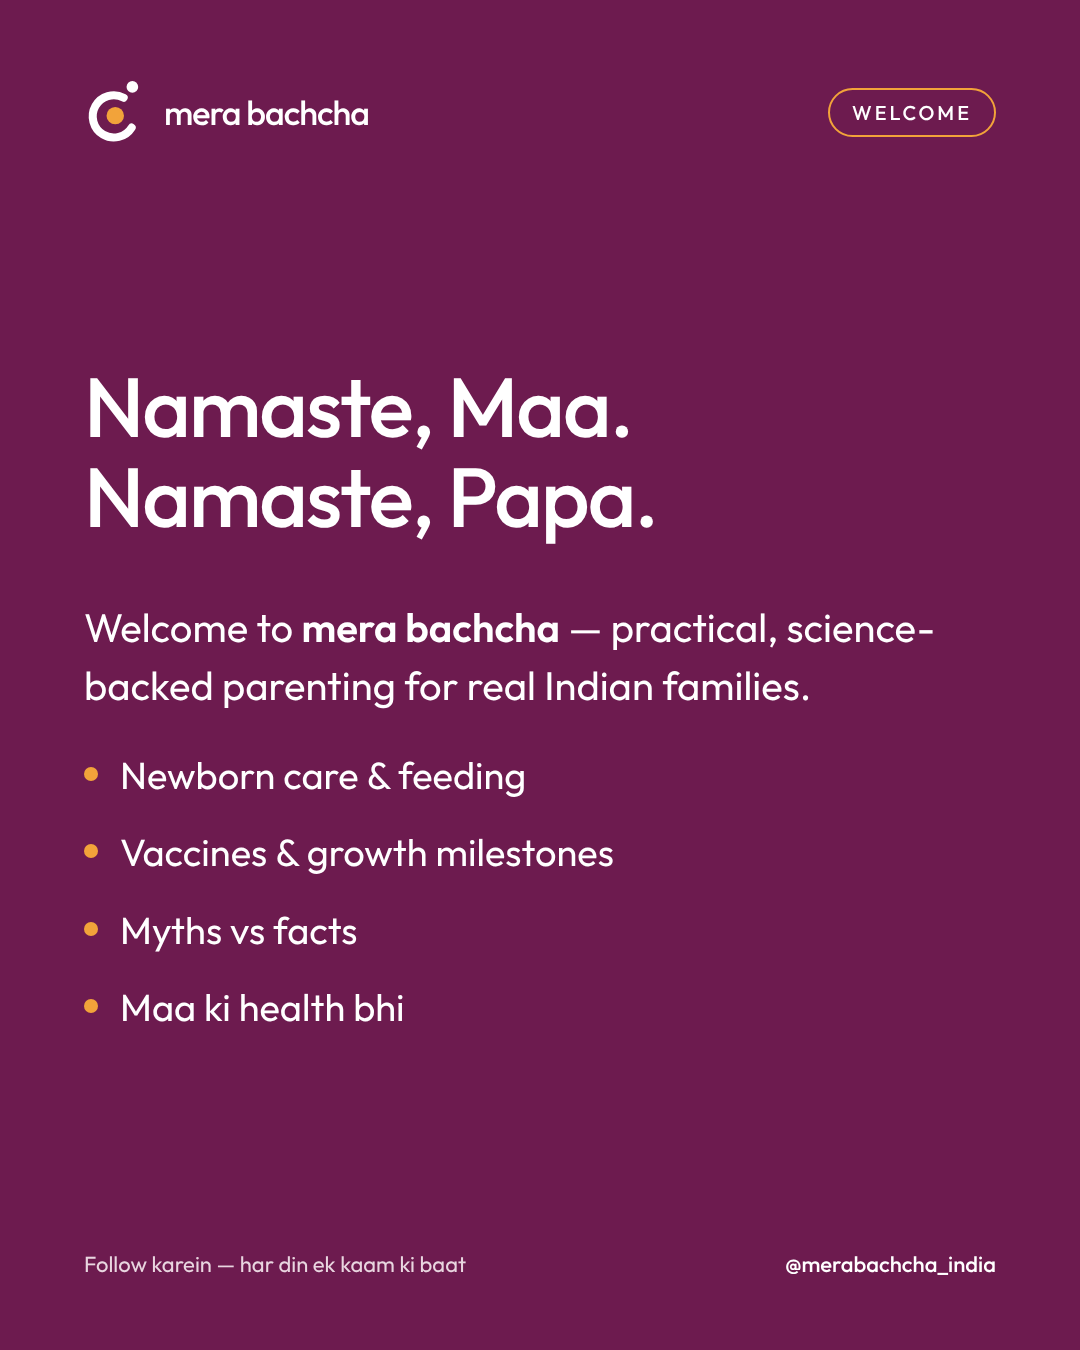 mera bachcha
WELCOME
Namaste, Maa.
Namaste, Papa.
Welcome to mera bachcha — practical, science-
backed parenting for real Indian families.
Newborn care & feeding
Vaccines & growth milestones
Myths vs facts
Maa ki health bhi
Follow karein — har din ek kaam ki baat
@merabachcha_india